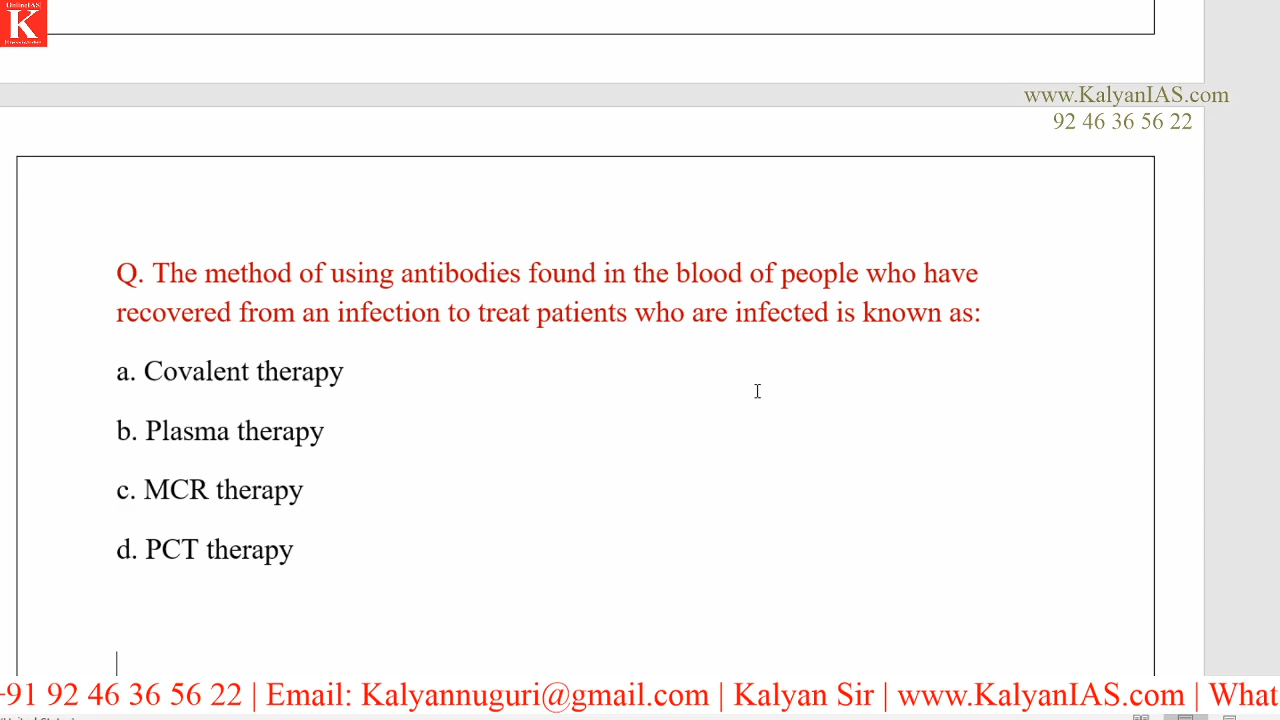 OnlineIAS
K
www.KalyanIAS.com
92 46 36 56 22
Q. The method of using antibodies found in the blood of people who have
recovered from an infection to treat patients who are infected is known as:
a. Covalent therapy
b. Plasma therapy
c. MCR therapy
d. PCT therapy
+91 92 46 36 56 22 | Email: Kalyannuguri@gmail.com | Kalyan Sir | www.KalyanIAS.com | What